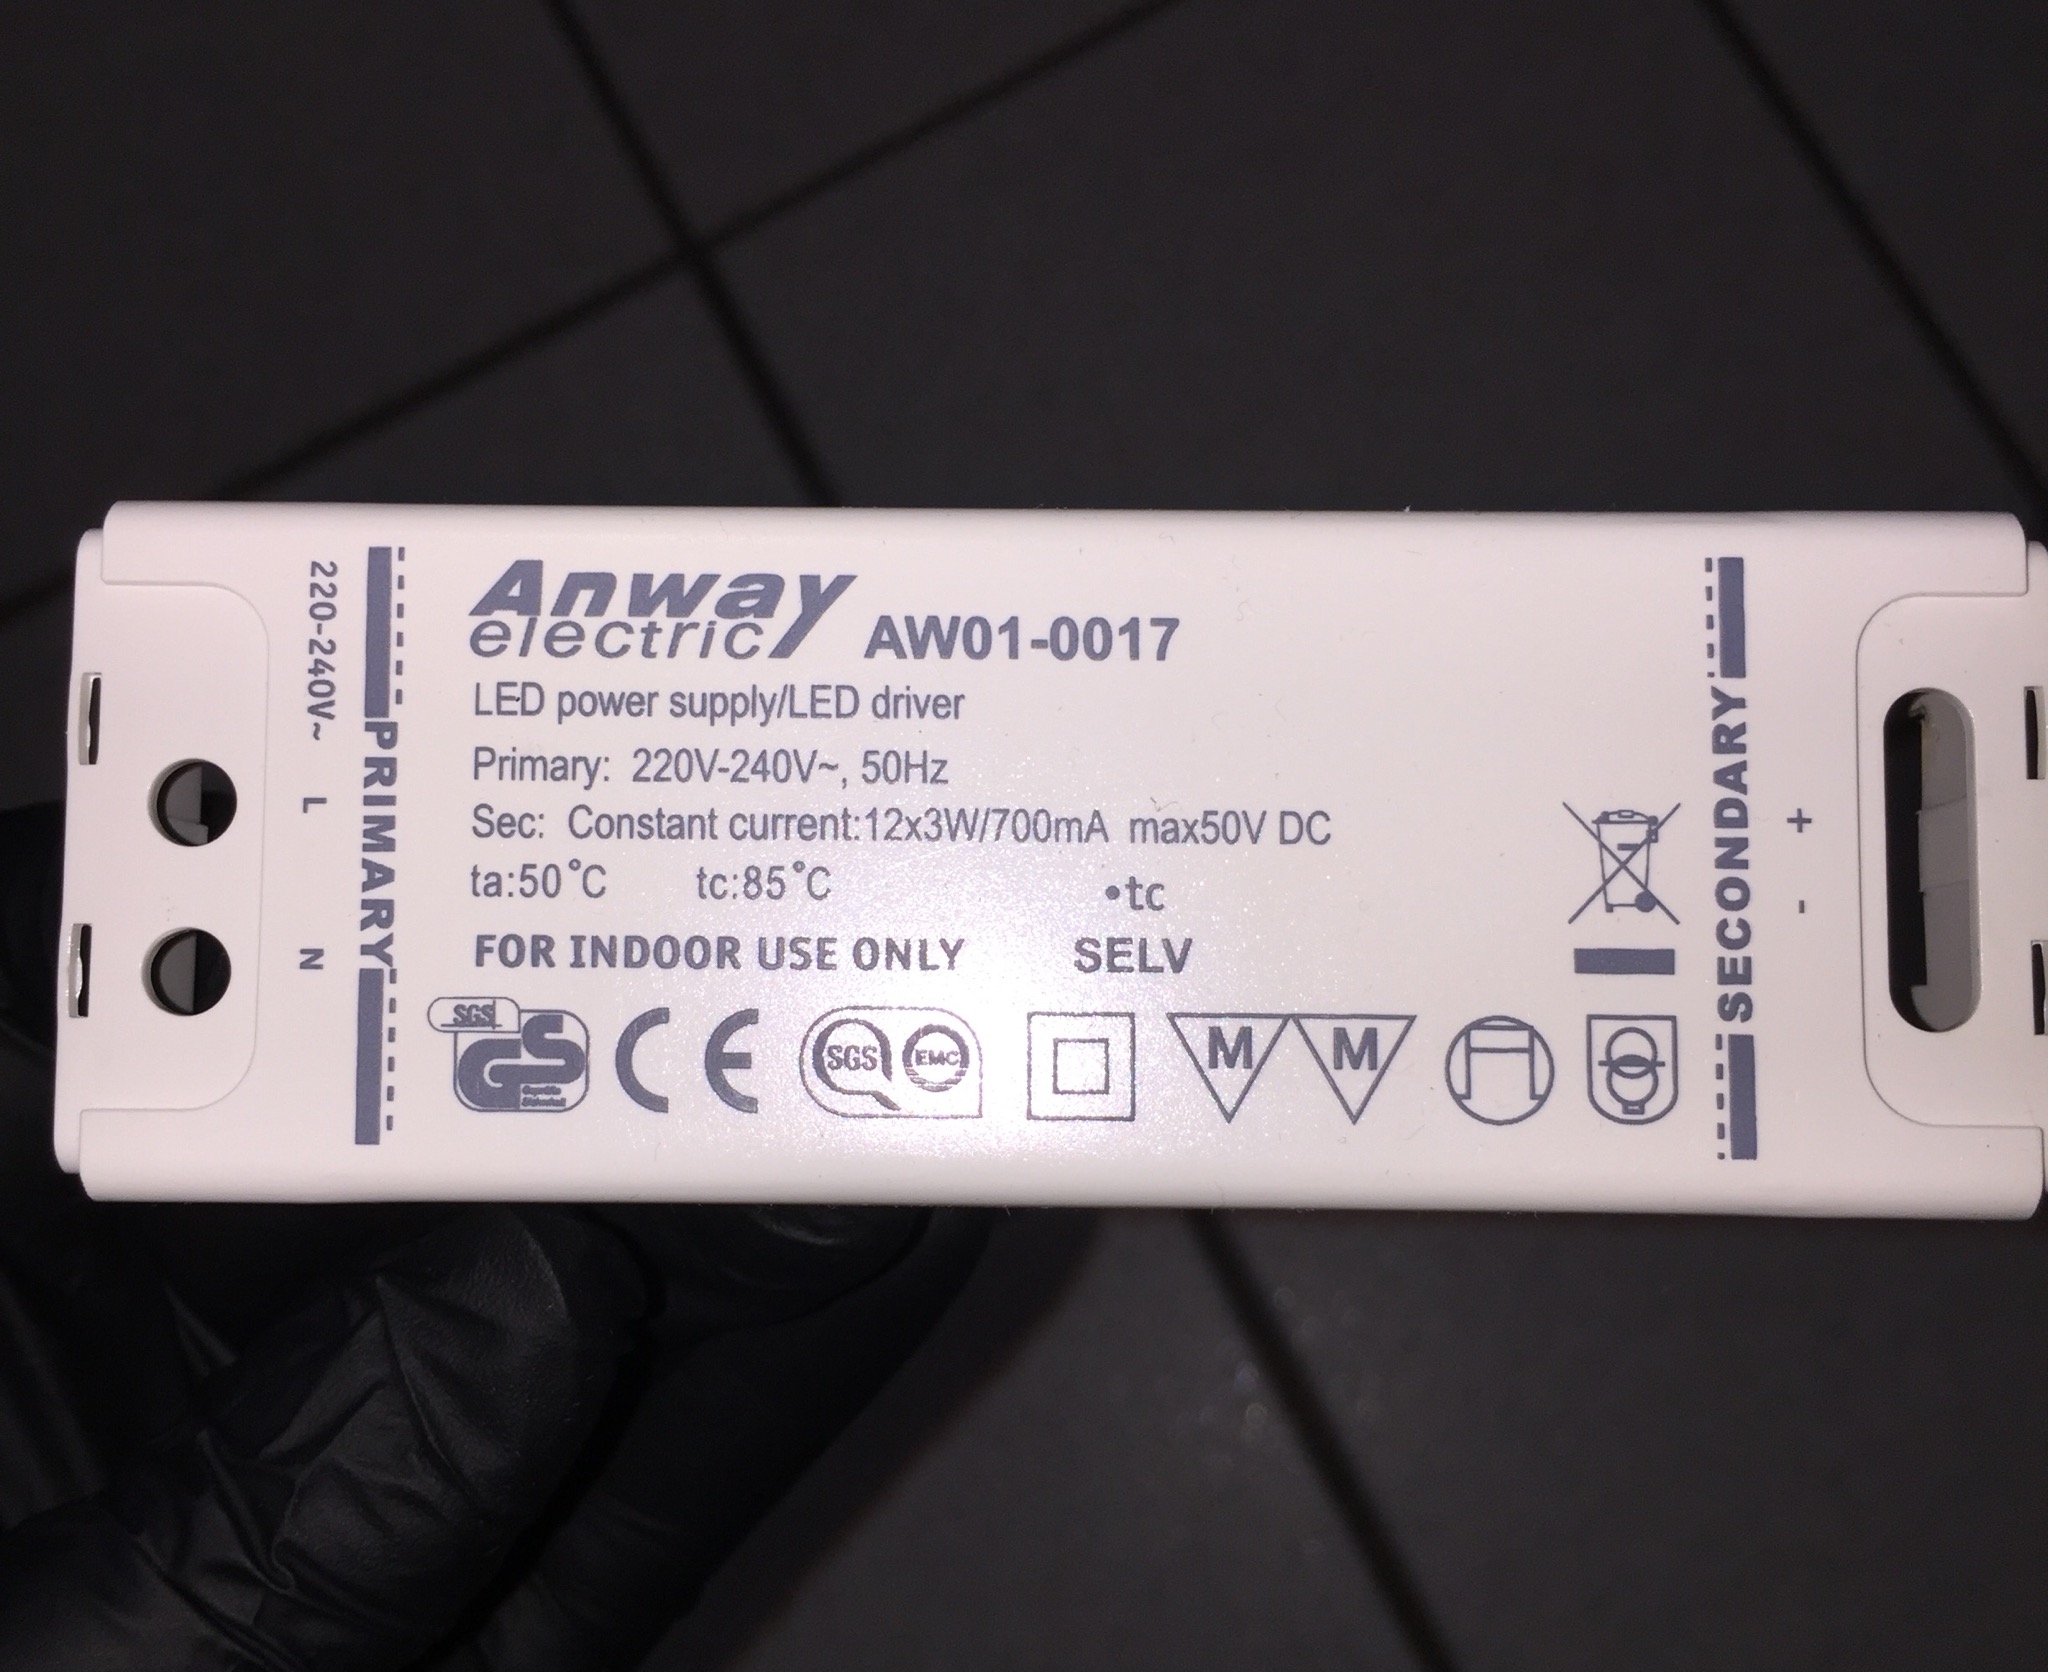 Anway
electric AW01-0017
LED power supply/LED driver
Primary: 220V-240V~, 50Hz
Sec: Constant current:12x3W/700mA max50V DC
ta:50°C tc:85°C •tc
FOR INDOOR USE ONLY SELV
SGS GS CE SGS EMC M M
220-240V~ L N
PRIMARY
SECONDARY
+
-